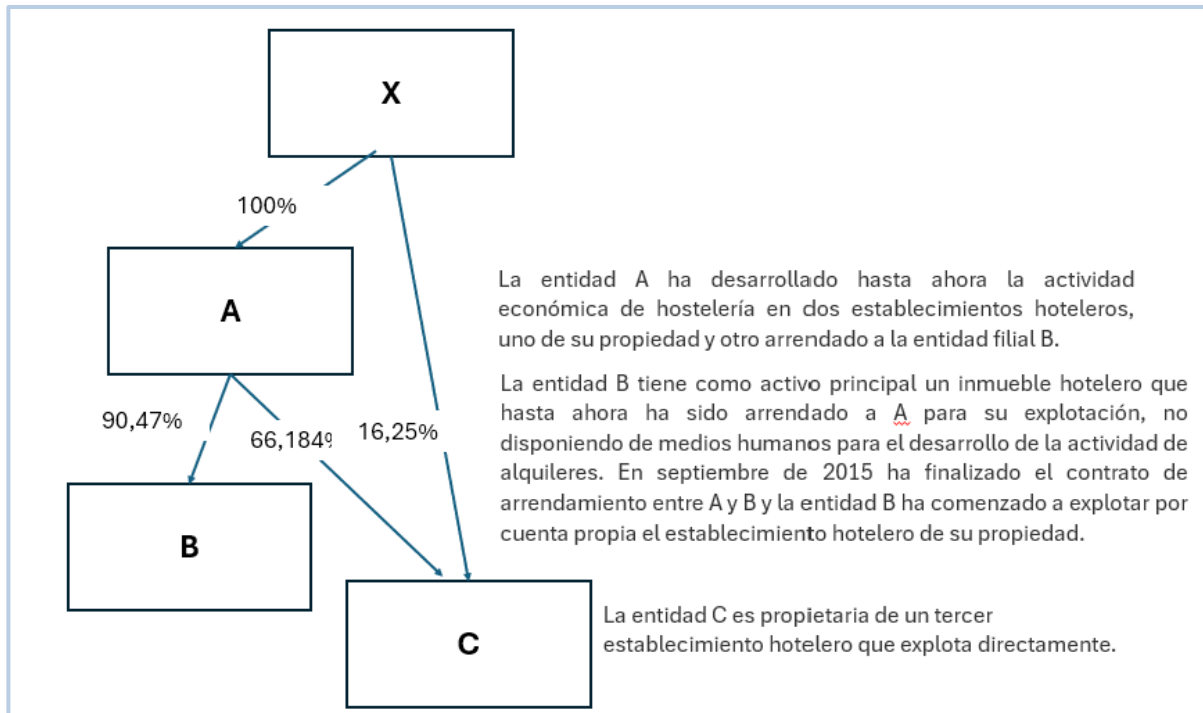 X
100%
A
La entidad A ha desarrollado hasta ahora la actividad
económica de hostelería en dos establecimientos hoteleros,
uno de su propiedad y otro arrendado a la entidad filial B.
La entidad B tiene como activo principal un inmueble hotelero que
hasta ahora ha sido arrendado a A para su explotación, no
disponiendo de medios humanos para el desarrollo de la actividad de
alquileres. En septiembre de 2015 ha finalizado el contrato de
arrendamiento entre A y B y la entidad B ha comenzado a explotar por
cuenta propia el establecimiento hotelero de su propiedad.
90,47%
66,184%
16,25%
B
La entidad C es propietaria de un tercer
establecimiento hotelero que explota directamente.
C